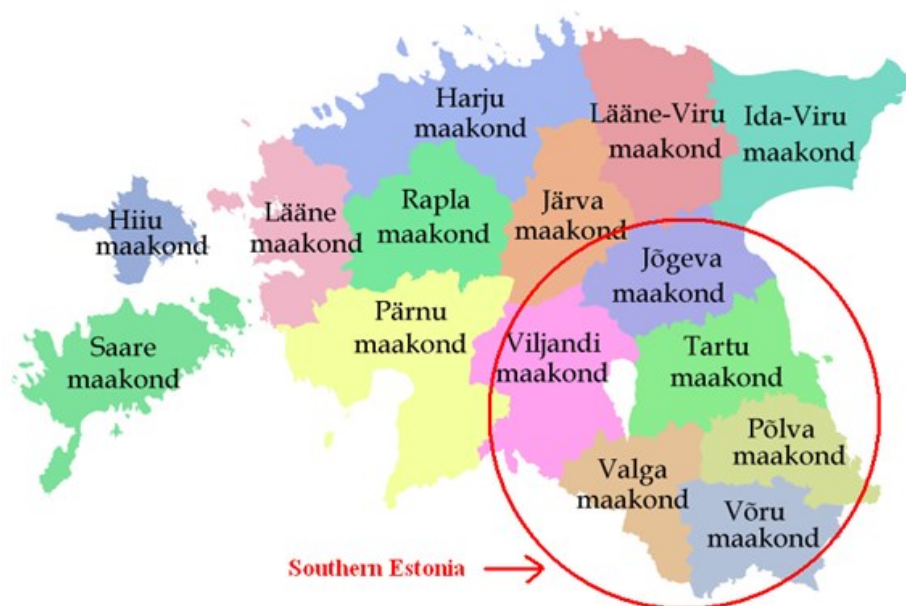 Harju
maakond
Lääne-Viru
maakond
Ida-Viru
maakond
Hiiu
maakond
Lääne
maakond
Rapla
maakond
Järva
maakond
Jõgeva
maakond
Saare
maakond
Pärnu
maakond
Viljandi
maakond
Tartu
maakond
Põlva
maakond
Valga
maakond
Võru
maakond
Southern Estonia